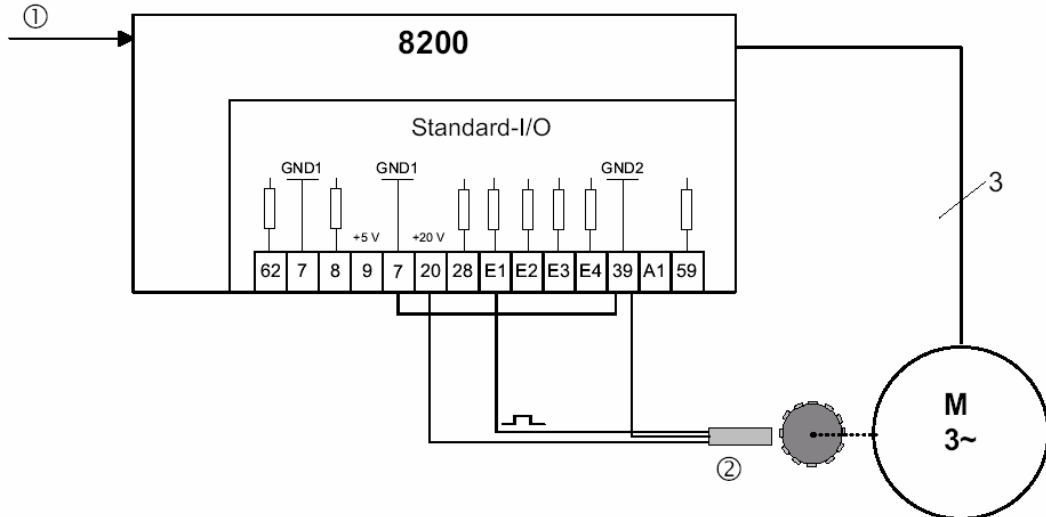 ①
8200
Standard-I/O
GND1 GND1 GND2
3
+5 V +20 V
62 7 8 9 7 20 28 E1 E2 E3 E4 39 A1 59
M
3~
②